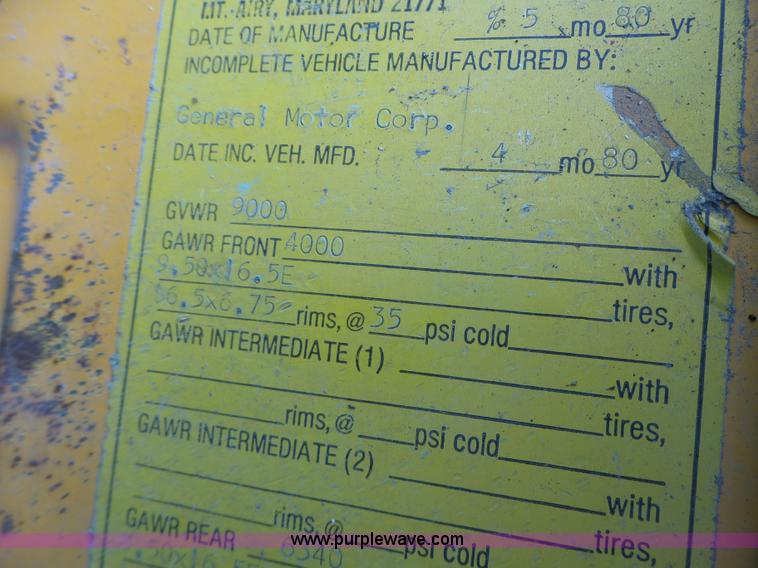 MT. AIRY, MARYLAND 21771
DATE OF MANUFACTURE % 5 mo 80 yr
INCOMPLETE VEHICLE MANUFACTURED BY:
General Motor Corp.
DATE INC. VEH. MFD. 4 mo 80 yr
GVWR 9000
GAWR FRONT 4000 with
9.50x16.5E tires,
16.5x6.75 rims, @ 35 psi cold
GAWR INTERMEDIATE (1) with
tires,
rims, @ psi cold
GAWR INTERMEDIATE (2) with
tires,
rims, @ psi cold
GAWR REAR 6340
www.purplewave.com